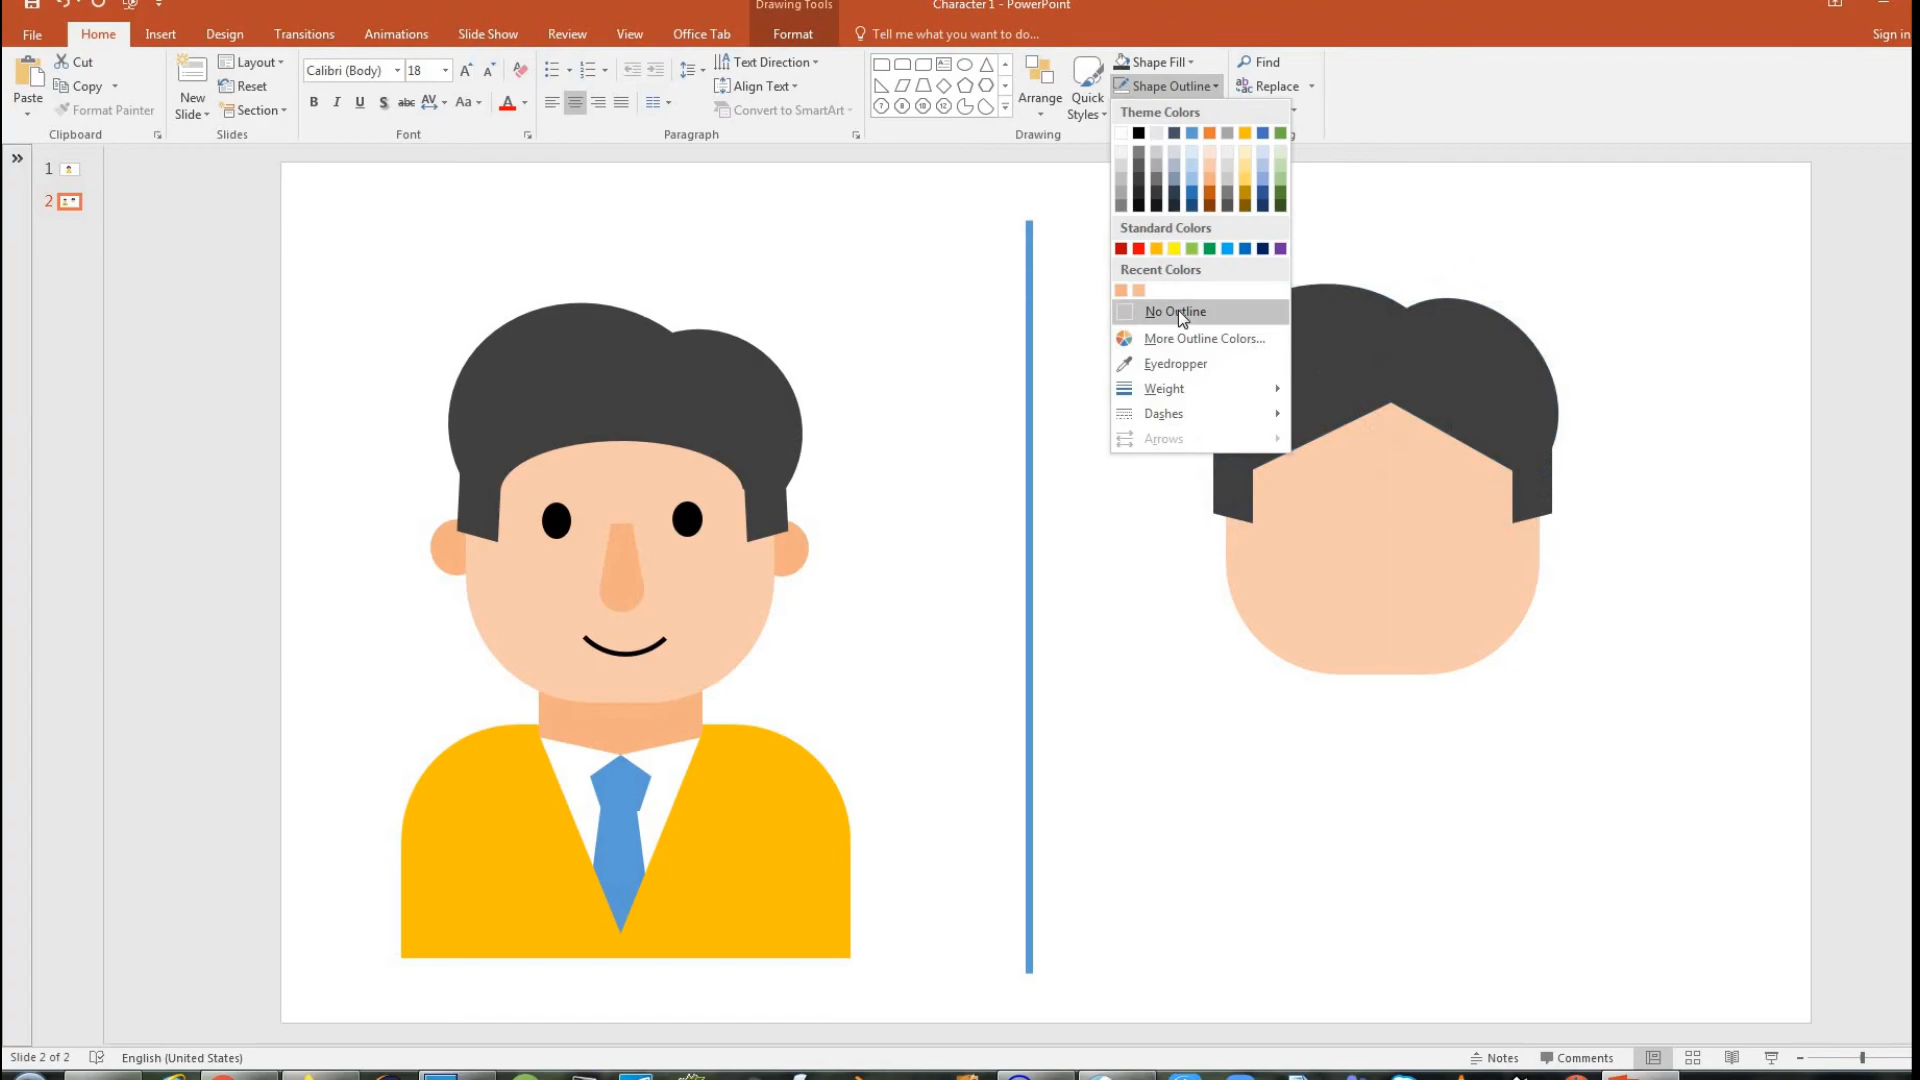 Drawing Tools
Character1 - PowerPoint
File Home Insert Design Transitions Animations Slide Show Review View Office Tab Format Tell me what you want to do... Sign in
Paste
Cut
Copy
Format Painter
Clipboard
New Slide
Layout
Reset
Section
Slides
Calibri (Body) 18
B I U S abc AV Aa A
Font
Text Direction
Align Text
Convert to SmartArt
Paragraph
Arrange
Quick Styles
Drawing
Shape Fill
Shape Outline
Find
Replace
Theme Colors
Standard Colors
Recent Colors
No Outline
More Outline Colors...
Eyedropper
Weight
Dashes
Arrows
1
2
Slide 2 of 2 English (United States) Notes Comments